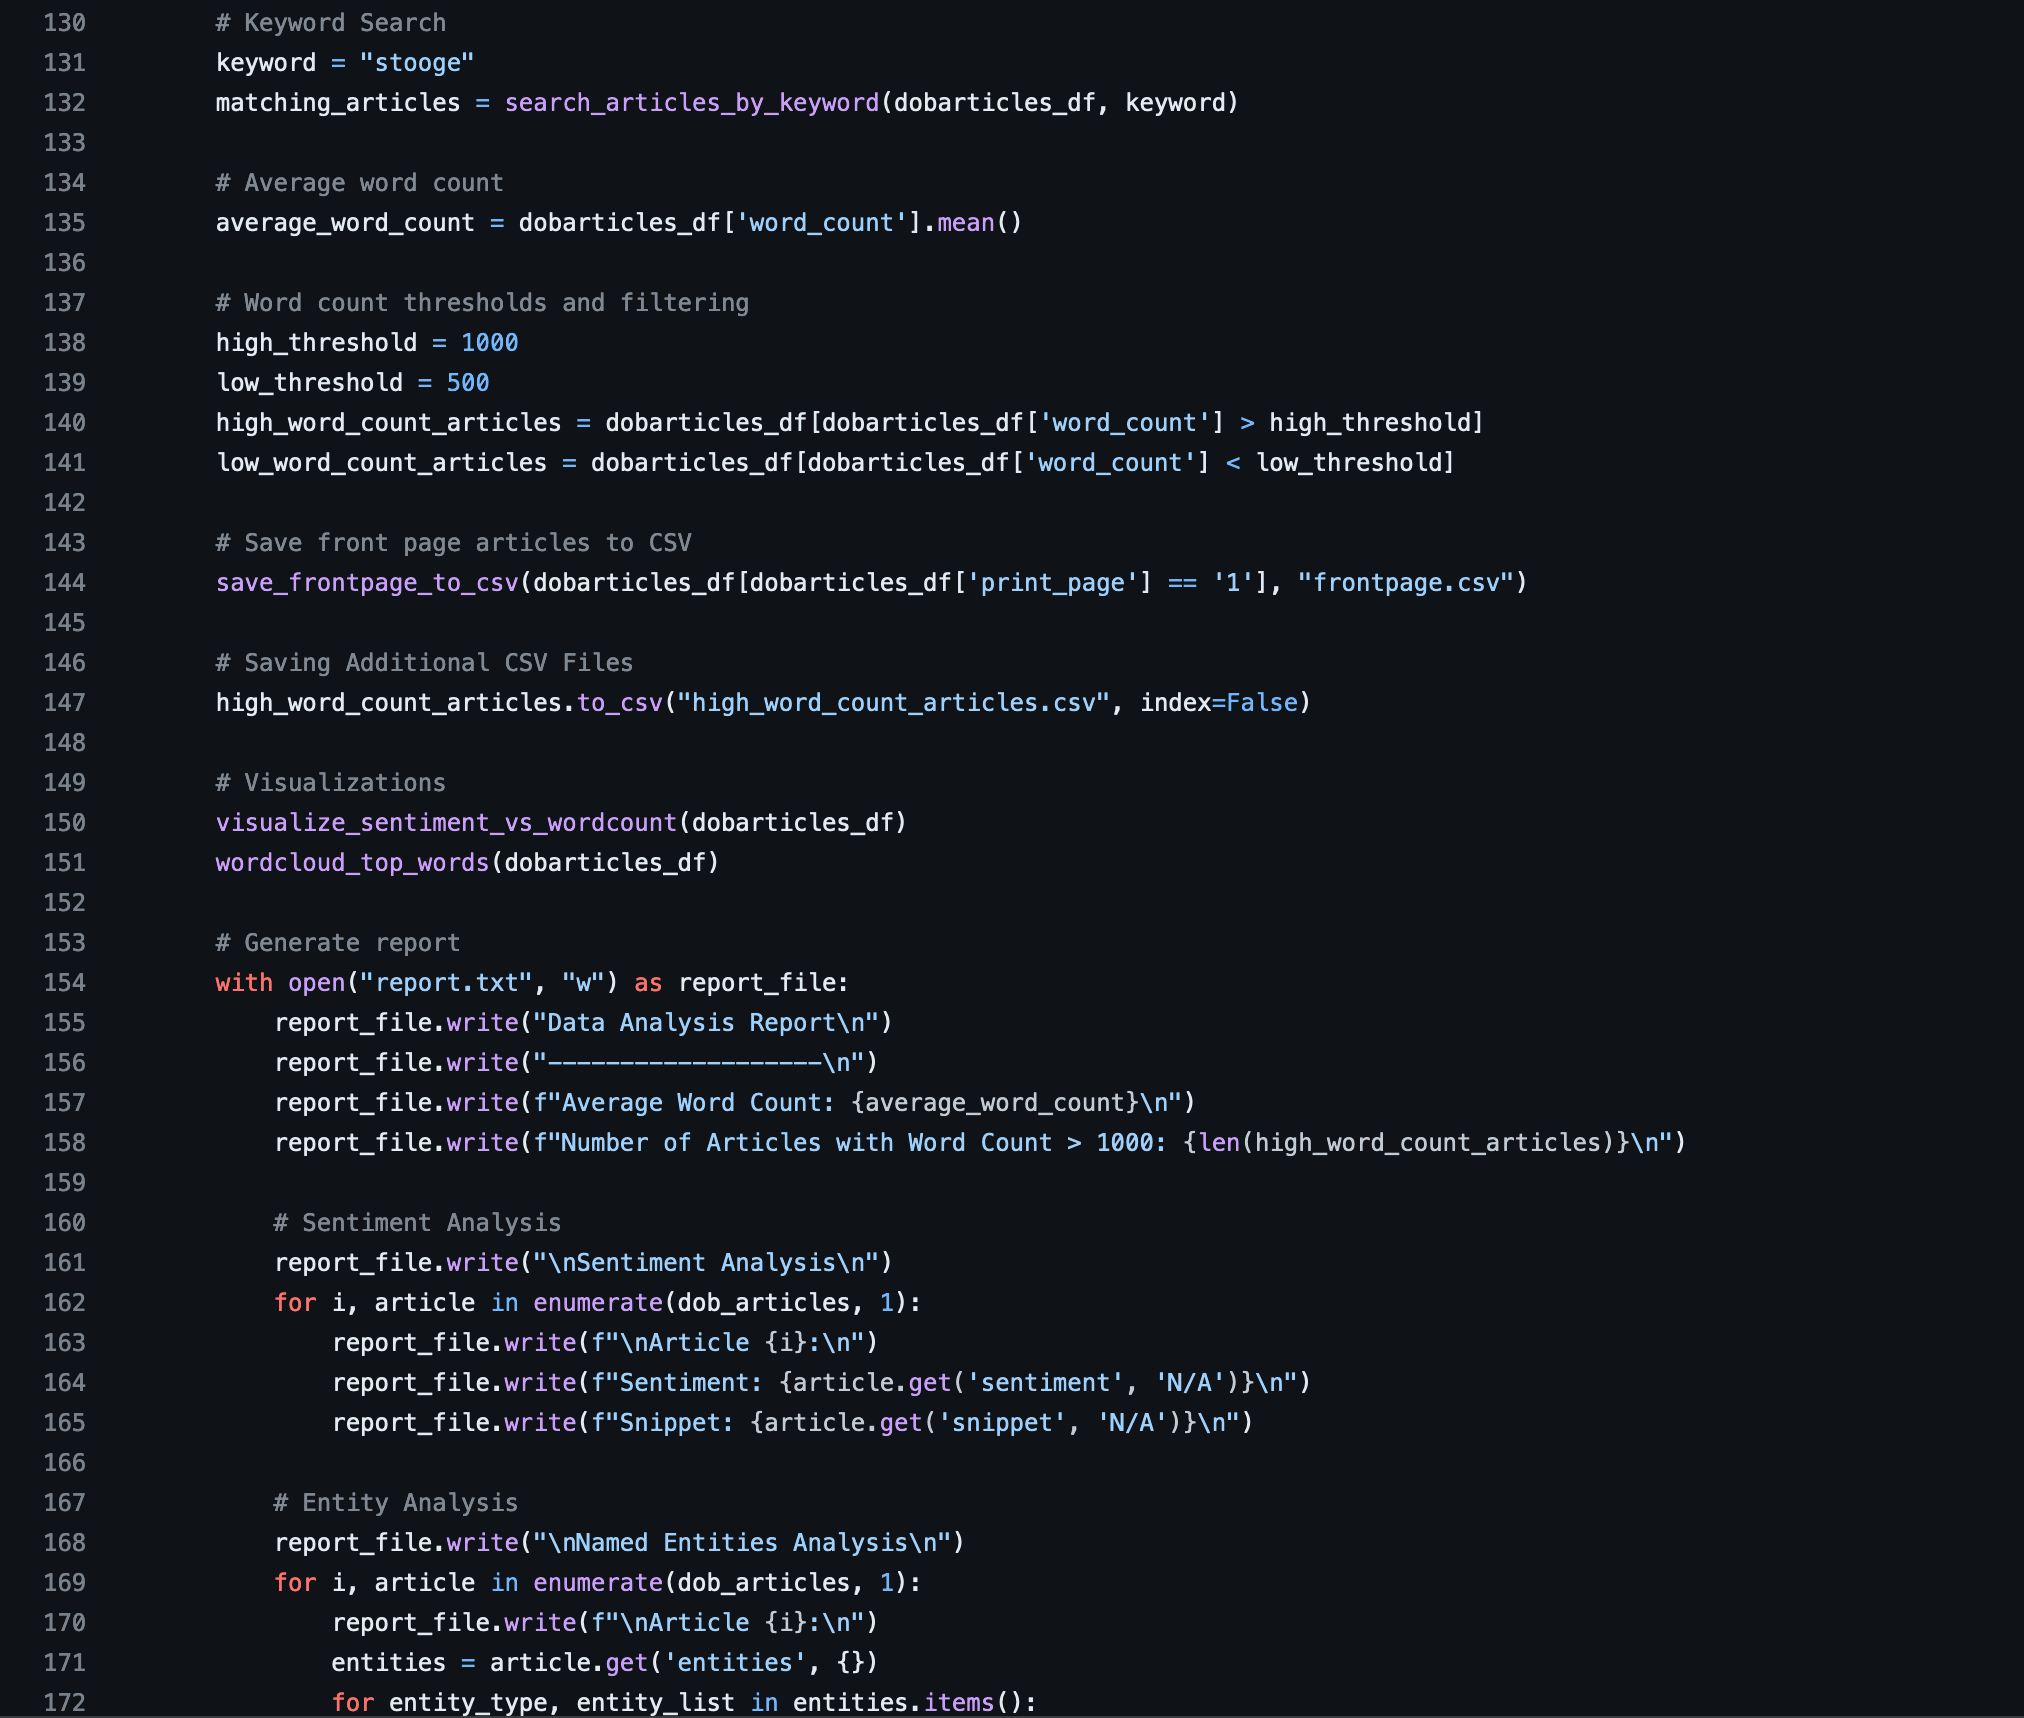 130         # Keyword Search
131         keyword = "stooge"
132         matching_articles = search_articles_by_keyword(dobarticles_df, keyword)
133
134         # Average word count
135         average_word_count = dobarticles_df['word_count'].mean()
136
137         # Word count thresholds and filtering
138         high_threshold = 1000
139         low_threshold = 500
140         high_word_count_articles = dobarticles_df[dobarticles_df['word_count'] > high_threshold]
141         low_word_count_articles = dobarticles_df[dobarticles_df['word_count'] < low_threshold]
142
143         # Save front page articles to CSV
144         save_frontpage_to_csv(dobarticles_df[dobarticles_df['print_page'] == '1'], "frontpage.csv")
145
146         # Saving Additional CSV Files
147         high_word_count_articles.to_csv("high_word_count_articles.csv", index=False)
148
149         # Visualizations
150         visualize_sentiment_vs_wordcount(dobarticles_df)
151         wordcloud_top_words(dobarticles_df)
152
153         # Generate report
154         with open("report.txt", "w") as report_file:
155             report_file.write("Data Analysis Report\n")
156             report_file.write("-------------------\n")
157             report_file.write(f"Average Word Count: {average_word_count}\n")
158             report_file.write(f"Number of Articles with Word Count > 1000: {len(high_word_count_articles)}\n")
159
160             # Sentiment Analysis
161             report_file.write("\nSentiment Analysis\n")
162             for i, article in enumerate(dob_articles, 1):
163                 report_file.write(f"\nArticle {i}:\n")
164                 report_file.write(f"Sentiment: {article.get('sentiment', 'N/A')}\n")
165                 report_file.write(f"Snippet: {article.get('snippet', 'N/A')}\n")
166
167             # Entity Analysis
168             report_file.write("\nNamed Entities Analysis\n")
169             for i, article in enumerate(dob_articles, 1):
170                 report_file.write(f"\nArticle {i}:\n")
171                 entities = article.get('entities', {})
172                 for entity_type, entity_list in entities.items():